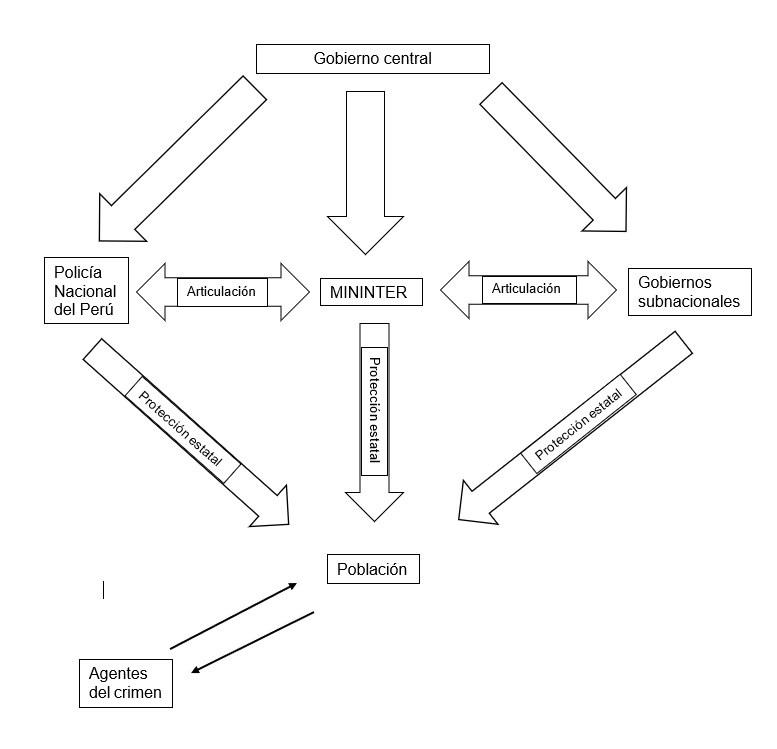 Gobierno central
Policía
Nacional
del Perú
Articulación
MININTER
Articulación
Gobiernos
subnacionales
Protección estatal
Protección estatal
Protección estatal
Población
Agentes
del crimen